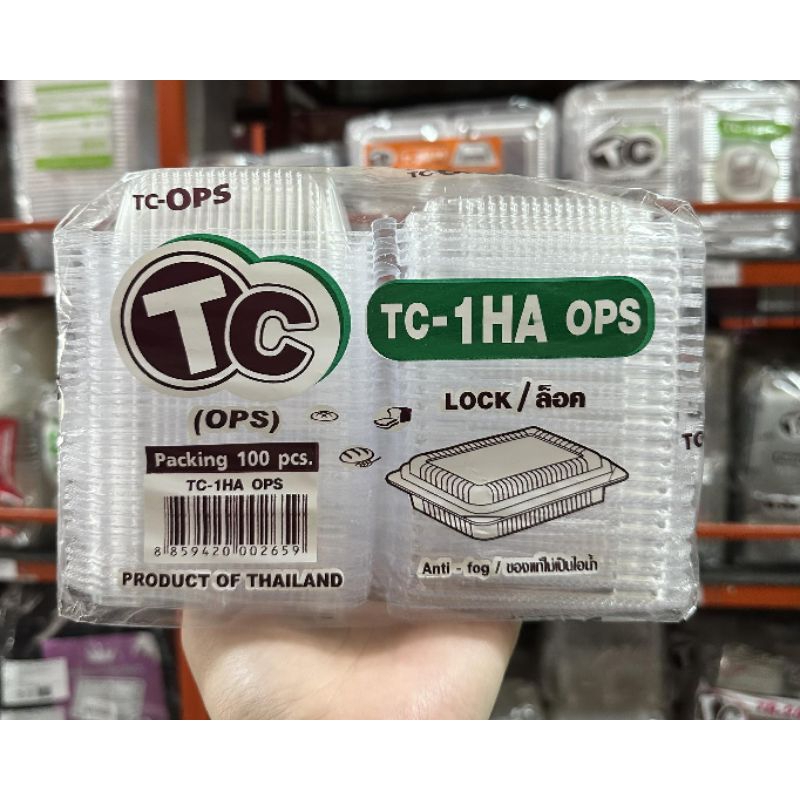 TC-OPS
TC
(OPS)
Packing 100 pcs.
TC-1HA OPS
8 859420 002659
PRODUCT OF THAILAND
TC-1HA OPS
LOCK / ล็อค
Anti - fog / ของแท้ไม่เป็นไอน้ำ
TC
TC